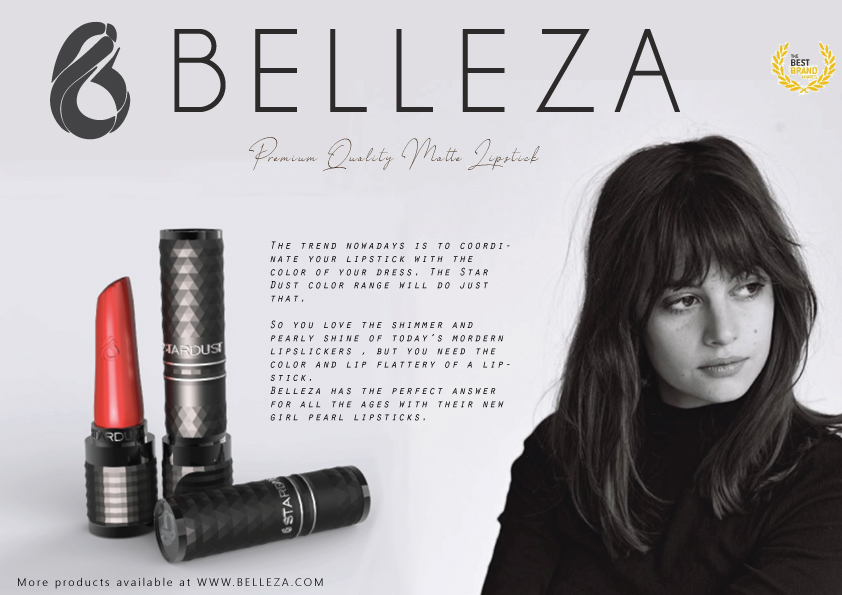 BELLEZA
THE
BEST
BRAND
Premium Quality Matte Lipstick
The trend nowadays is to coordi-
nate your lipstick with the
color of your dress. The Star
Dust color range will do just
that.
So you love the shimmer and
pearly shine of today's mordern
lipslickers , but you need the
color and lip flattery of a lip-
stick.
Belleza has the perfect answer
for all the ages with their new
girl pearl lipsticks.
STARDUST
STARDU
STARD
More products available at WWW.BELLEZA.COM